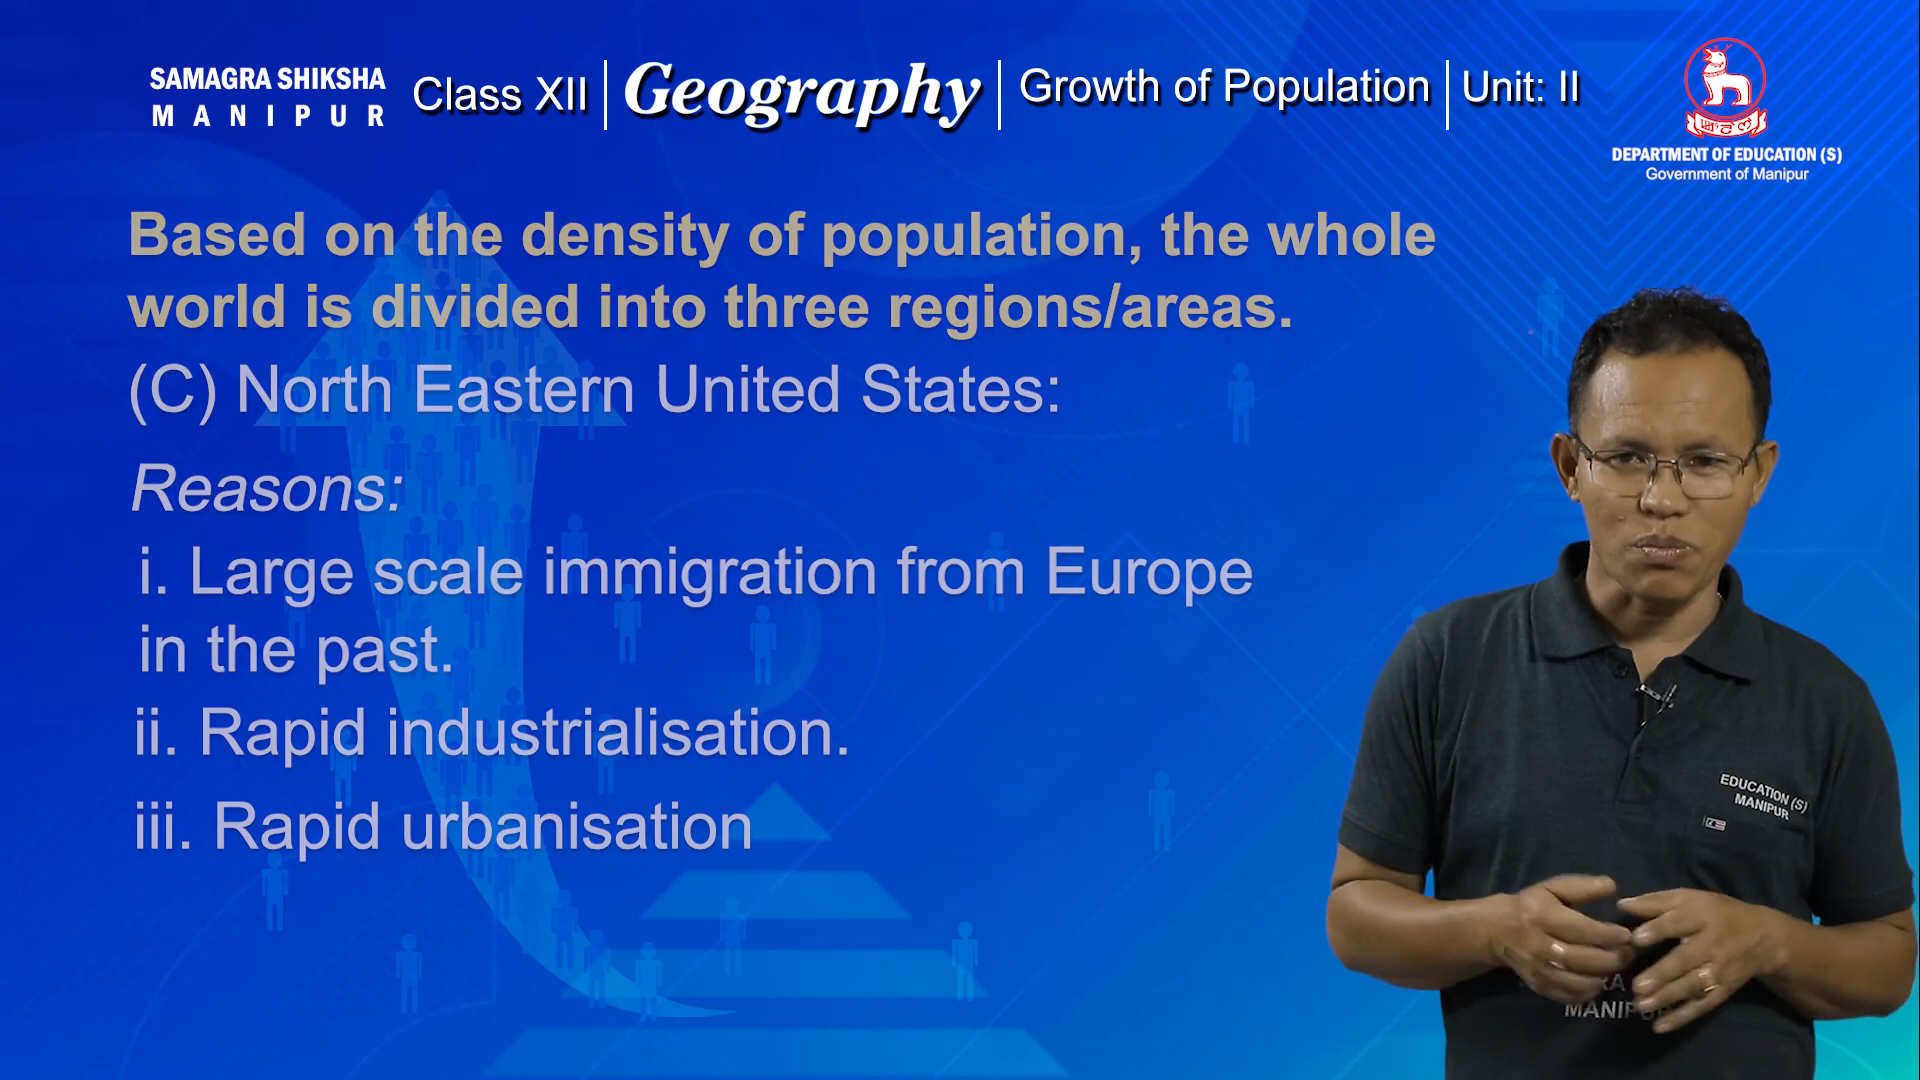 SAMAGRA SHIKSHA
MANIPUR
Class XII
Geography
Growth of Population
Unit: II
DEPARTMENT OF EDUCATION (S)
Government of Manipur
Based on the density of population, the whole
world is divided into three regions/areas.
(C) North Eastern United States:
Reasons:
i. Large scale immigration from Europe
in the past.
ii. Rapid industrialisation.
iii. Rapid urbanisation
EDUCATION (S)
MANIPUR